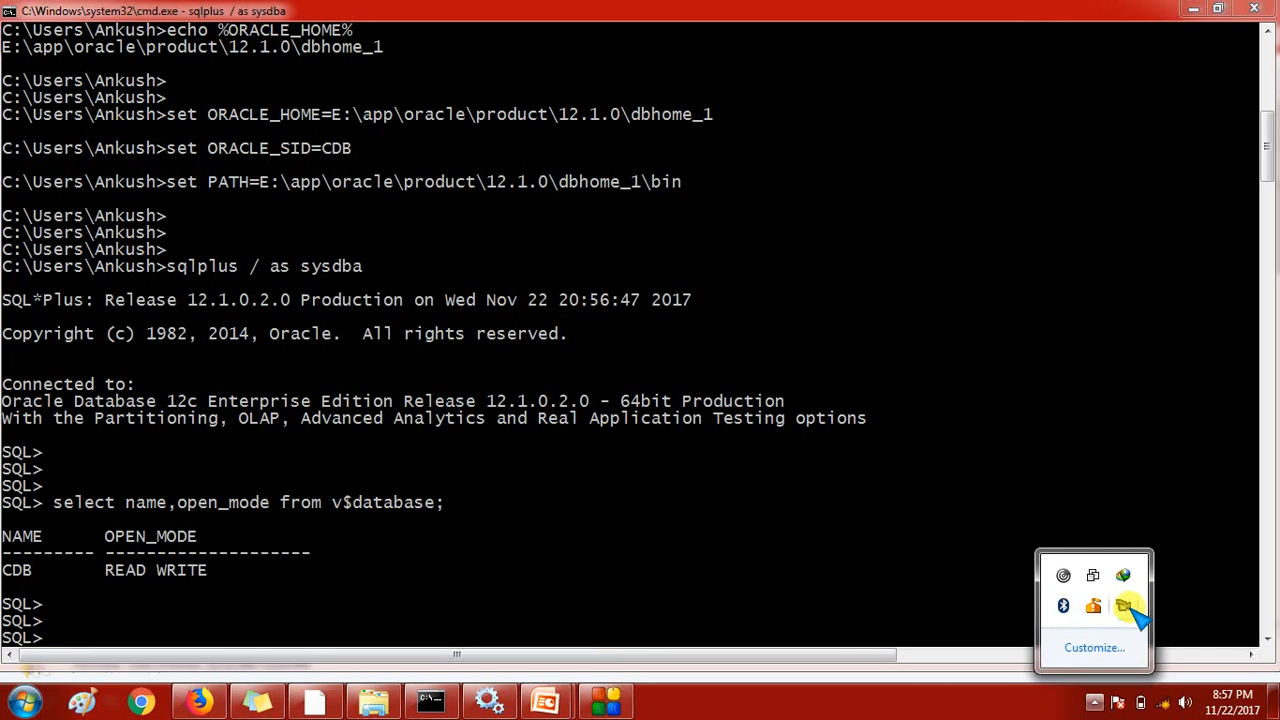 C:\Windows\system32\cmd.exe - sqlplus / as sysdba
C:\Users\Ankush>echo %ORACLE_HOME%
E:\app\oracle\product\12.1.0\dbhome_1
C:\Users\Ankush>
C:\Users\Ankush>
C:\Users\Ankush>set ORACLE_HOME=E:\app\oracle\product\12.1.0\dbhome_1
C:\Users\Ankush>set ORACLE_SID=CDB
C:\Users\Ankush>set PATH=E:\app\oracle\product\12.1.0\dbhome_1\bin
C:\Users\Ankush>
C:\Users\Ankush>
C:\Users\Ankush>
C:\Users\Ankush>sqlplus / as sysdba
SQL*Plus: Release 12.1.0.2.0 Production on Wed Nov 22 20:56:47 2017
Copyright (c) 1982, 2014, Oracle.  All rights reserved.
Connected to:
Oracle Database 12c Enterprise Edition Release 12.1.0.2.0 - 64bit Production
With the Partitioning, OLAP, Advanced Analytics and Real Application Testing options
SQL>
SQL>
SQL>
SQL> select name,open_mode from v$database;
NAME      OPEN_MODE
--------- --------------------
CDB       READ WRITE
SQL>
SQL>
SQL>
Customize...
8:57 PM
11/22/2017